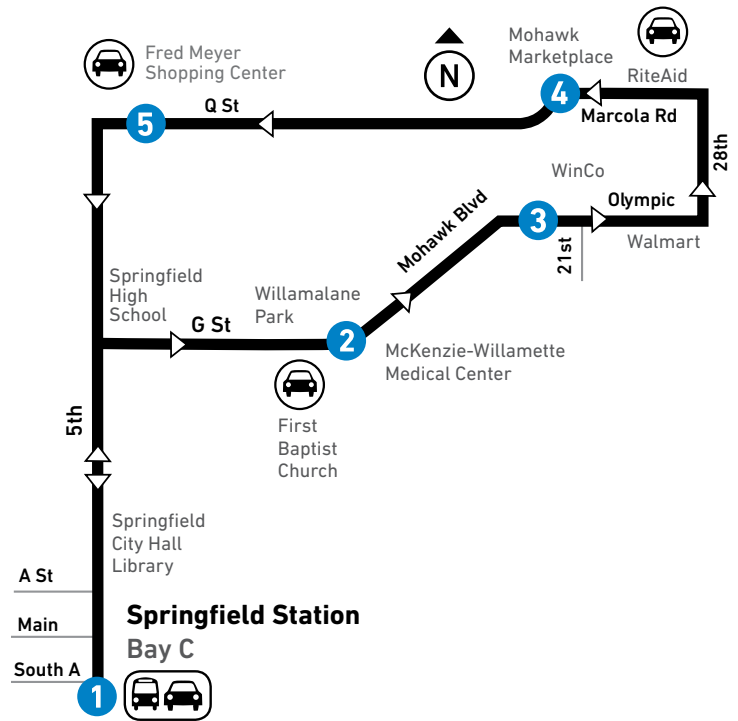 Mohawk
Marketplace
Fred Meyer
Shopping Center
RiteAid
N
4
Q St
5
Marcola Rd
28th
WinCo
Olympic
Mohawk Blvd
3
21st
Walmart
Springfield
High
School
Willamalane
Park
G St
2
McKenzie-Willamette
Medical Center
First
Baptist
Church
5th
Springfield
City Hall
Library
A St
Main
South A
Springfield Station
Bay C
1